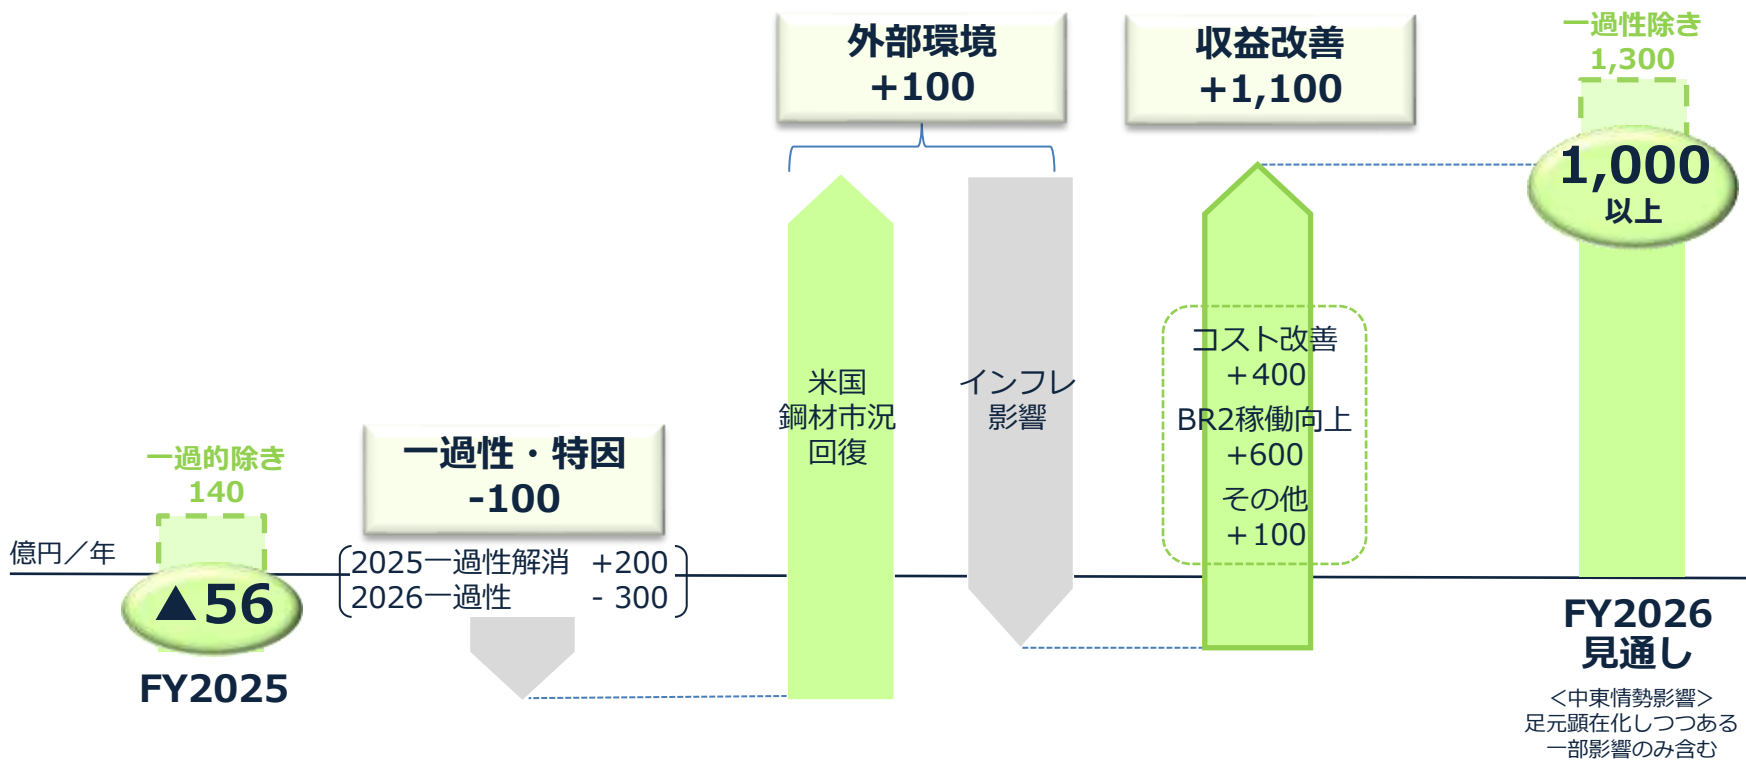 外部環境
+100
収益改善
+1,100
一過性除き
1,300
1,000
以上
コスト改善
+400
BR2稼働向上
+600
その他
+100
米国
鋼材市況
回復
インフレ
影響
一過性・特因
-100
一過的除き
140
億円／年
2025一過性解消 +200
2026一過性 - 300
▲56
FY2025
FY2026
見通し
＜中東情勢影響＞
足元顕在化しつつある
一部影響のみ含む